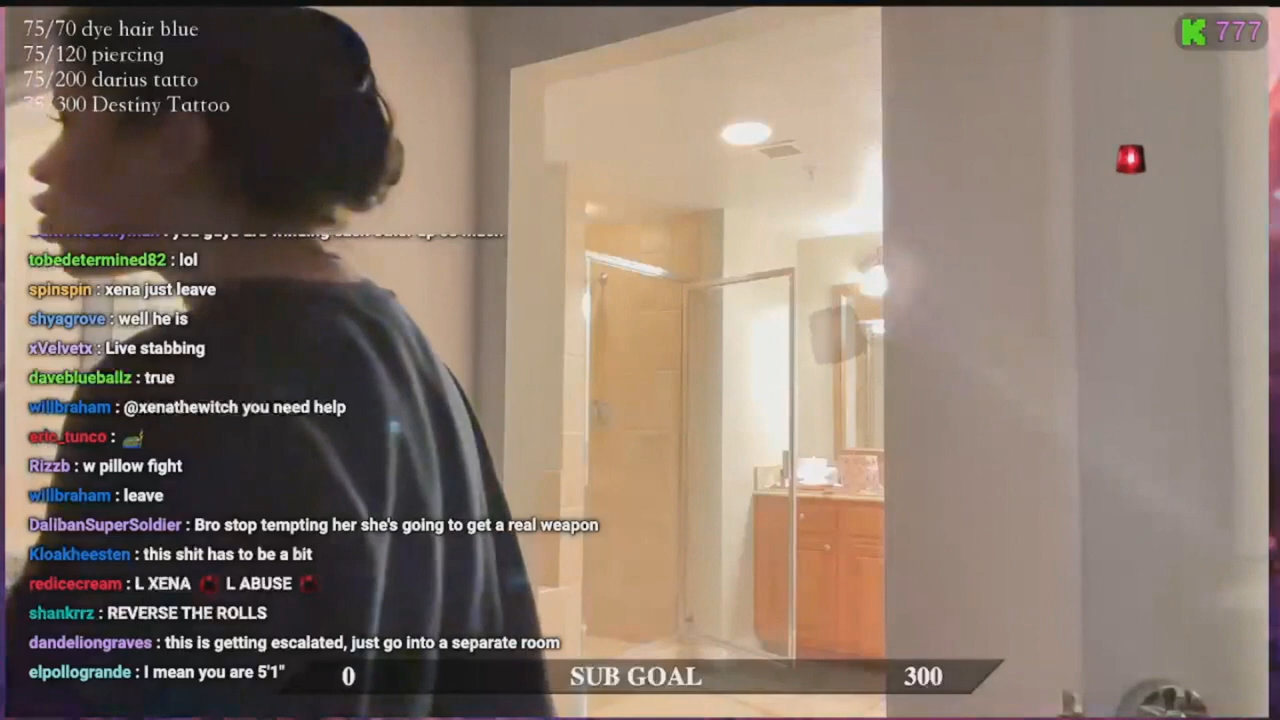 75/70 dye hair blue
75/120 piercing
75/200 darius tatto
75/300 Destiny Tattoo
K 777
tobedetermined82 : lol
spinspin : xena just leave
shyagrove : well he is
xVelvetx : Live stabbing
daveblueballz : true
willbraham : @xenathewitch you need help
eric_tunco :
Rizzb : w pillow fight
willbraham : leave
DalibanSuperSoldier : Bro stop tempting her she's going to get a real weapon
Kloakheesten : this shit has to be a bit
redicecream : L XENA L ABUSE
shankrrz : REVERSE THE ROLLS
dandeliongraves : this is getting escalated, just go into a separate room
elpollogrande : I mean you are 5'1"
0 SUB GOAL 300